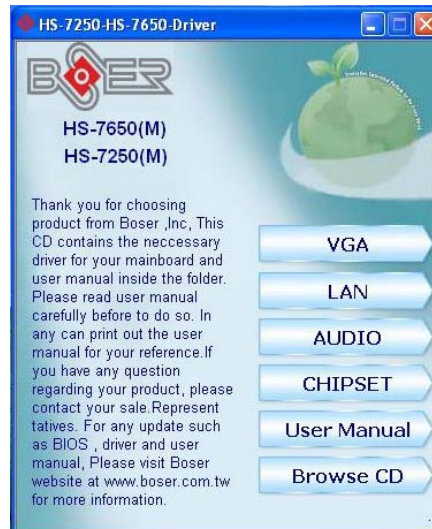 HS-7250-HS-7650-Driver
BOSER
HS-7650(M)
HS-7250(M)
Thank you for choosing
product from Boser ,Inc, This
CD contains the neccessary
driver for your mainboard and
user manual inside the folder.
Please read user manual
carefully before to do so. In
any can print out the user
manual for your reference.If
you have any question
regarding your product, please
contact your sale.Represent
tatives. For any update such
as BIOS , driver and user
manual, Please visit Boser
website at www.boser.com.tw
for more information.
VGA
LAN
AUDIO
CHIPSET
User Manual
Browse CD